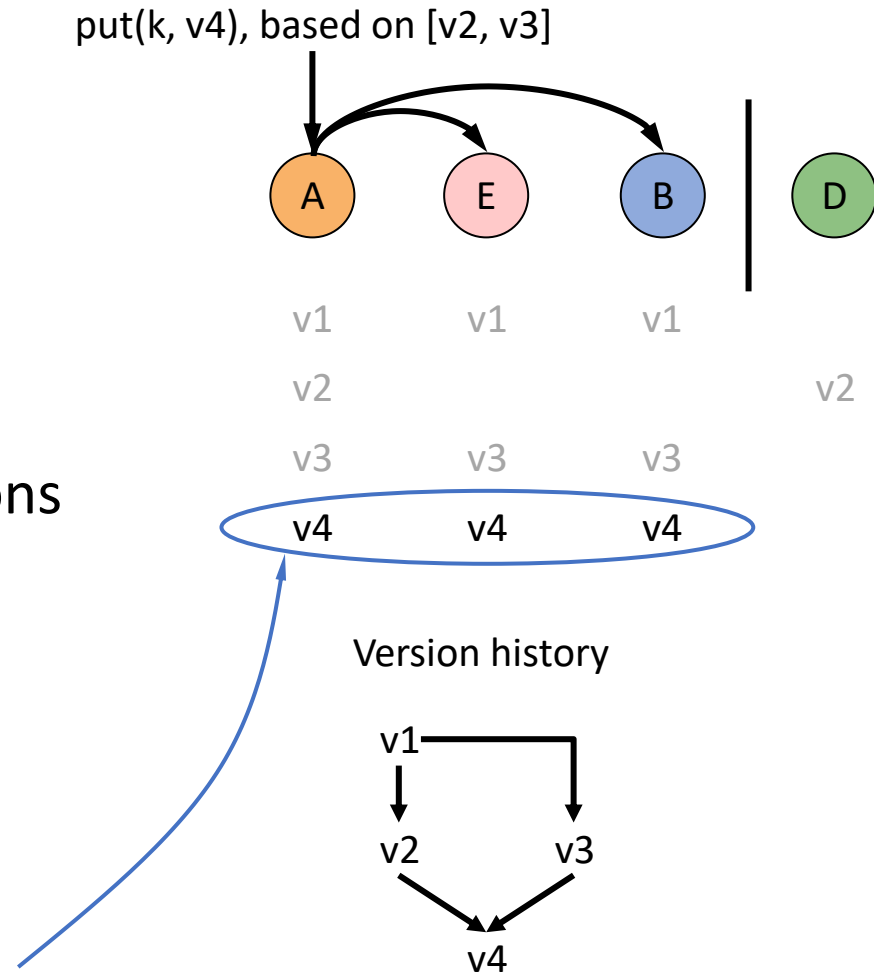 put(k, v4), based on [v2, v3]
A E B D
v1 v1 v1
v2 v2
v3 v3 v3
ons
v4 v4 v4
Version history
v1
v2 v3
v4